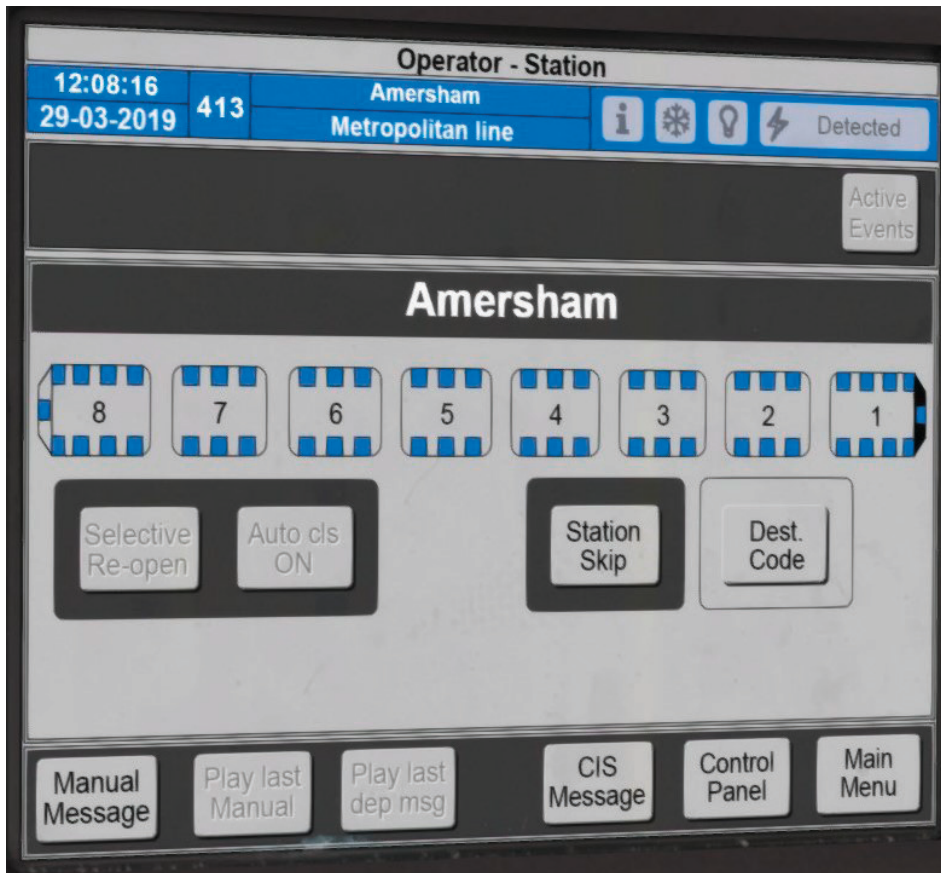 Operator - Station
12:08:16
29-03-2019
413
Amersham
Metropolitan line
i
Detected
Active
Events
Amersham
8 7 6 5 4 3 2 1
Selective
Re-open
Auto cls
ON
Station
Skip
Dest.
Code
Manual
Message
Play last
Manual
Play last
dep msg
CIS
Message
Control
Panel
Main
Menu